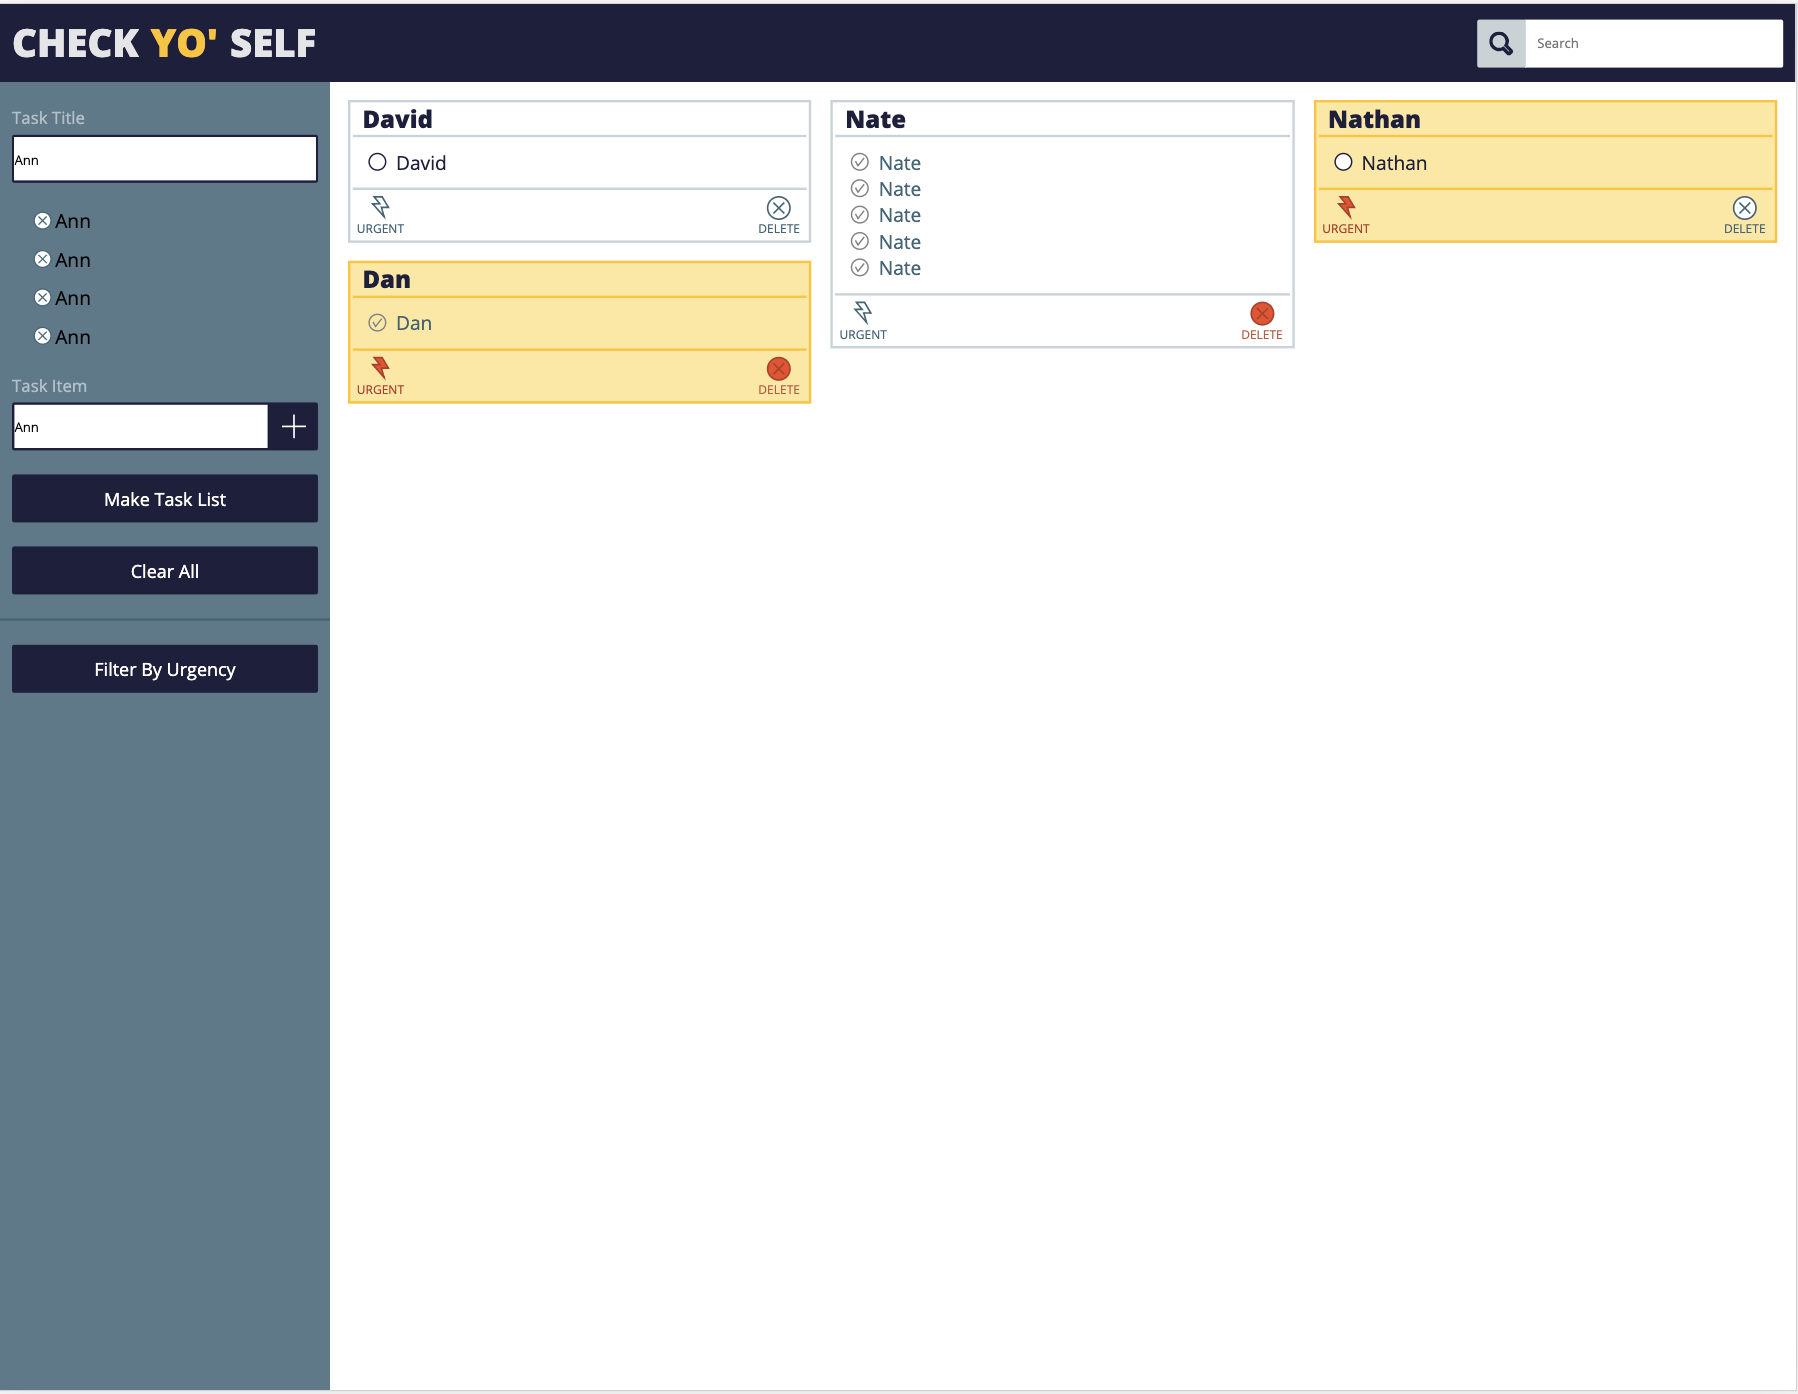 CHECK YO' SELF
Search
Task Title
Ann
Ann
Ann
Ann
Ann
Task Item
Ann
Make Task List
Clear All
Filter By Urgency
David
David
URGENT
DELETE
Dan
Dan
URGENT
DELETE
Nate
Nate
Nate
Nate
Nate
Nate
URGENT
DELETE
Nathan
Nathan
URGENT
DELETE